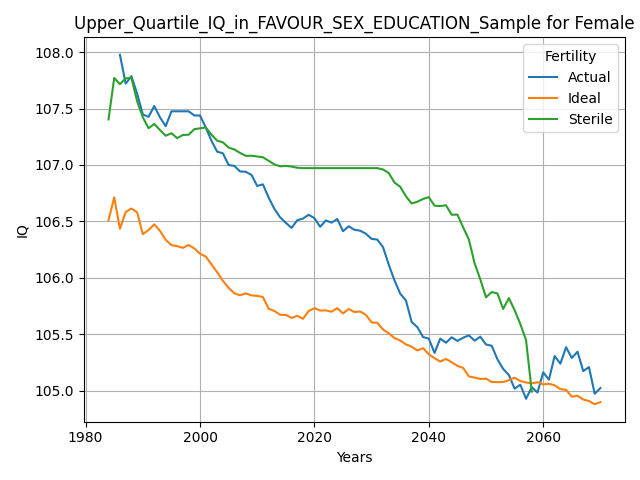 Upper_Quartile_IQ_in_FAVOUR_SEX_EDUCATION_Sample for Female
Fertility
Actual
Ideal
Sterile
IQ
108.0
107.5
107.0
106.5
106.0
105.5
105.0
1980
2000
2020
2040
2060
Years